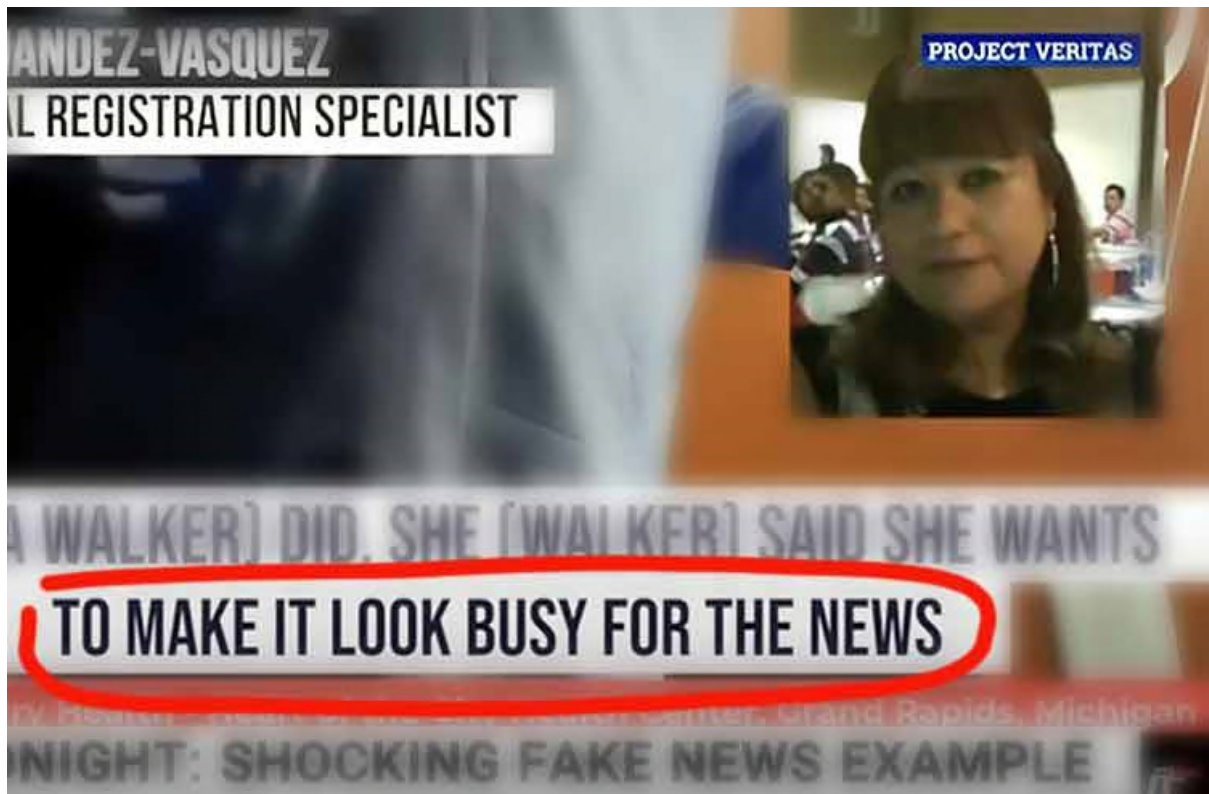 PROJECT VERITAS
ANDEZ-VASQUEZ
L REGISTRATION SPECIALIST
A WALKER) DID. SHE (WALKER) SAID SHE WANTS
TO MAKE IT LOOK BUSY FOR THE NEWS
Center, Grand Rapids, Michigan
NIGHT: SHOCKING FAKE NEWS EXAMPLE